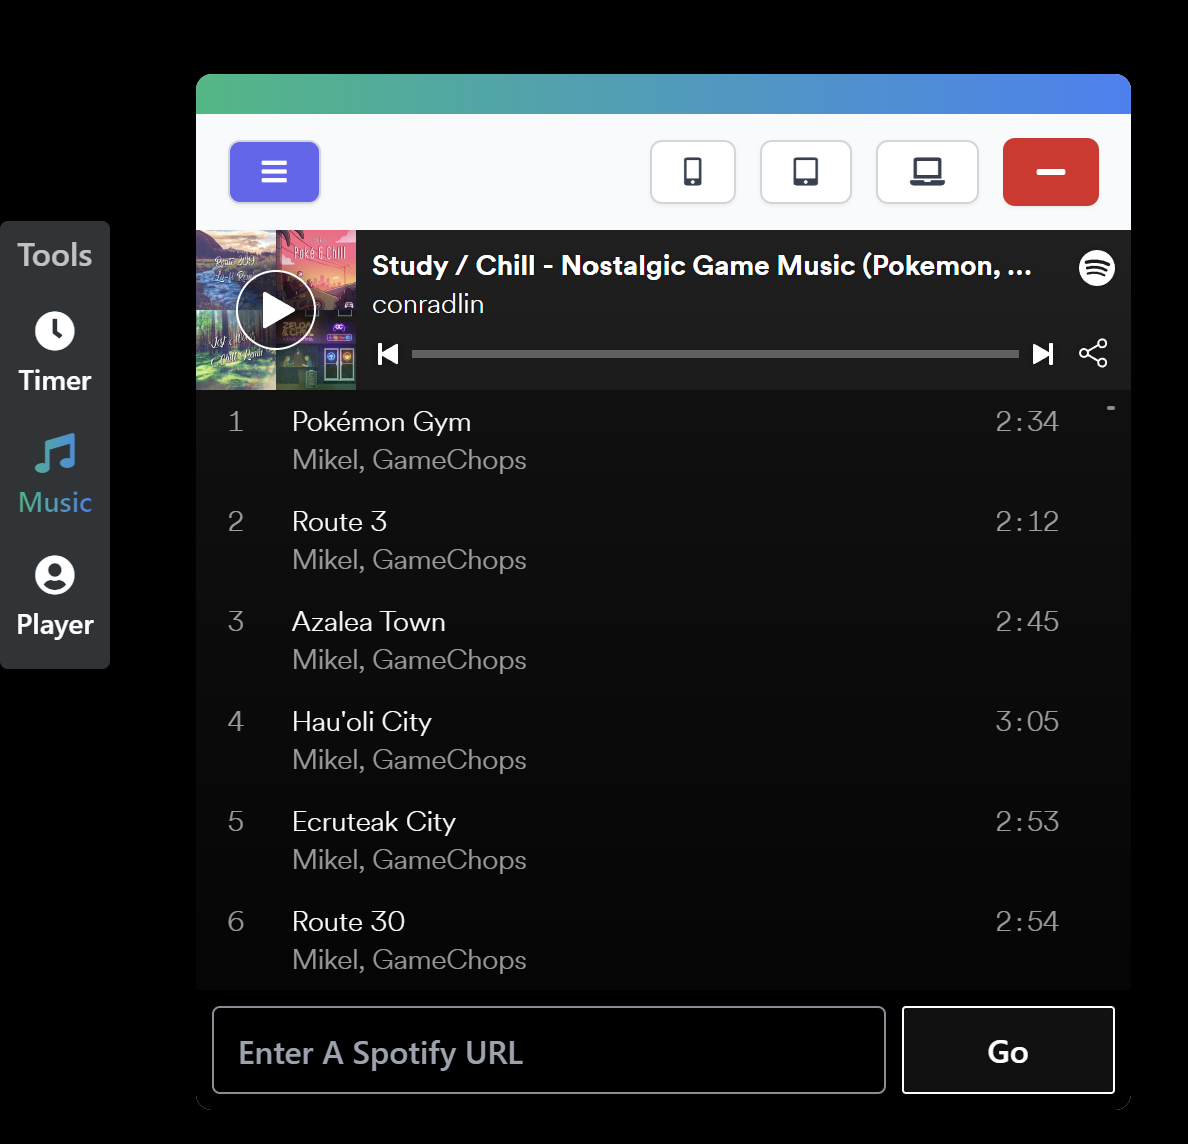 Tools
Timer
Music
Player
Poké & Chill
Study / Chill - Nostalgic Game Music (Pokemon, ...
conradlin
1 Pokémon Gym 2:34
Mikel, GameChops
2 Route 3 2:12
Mikel, GameChops
3 Azalea Town 2:45
Mikel, GameChops
4 Hau'oli City 3:05
Mikel, GameChops
5 Ecruteak City 2:53
Mikel, GameChops
6 Route 30 2:54
Mikel, GameChops
Enter A Spotify URL
Go